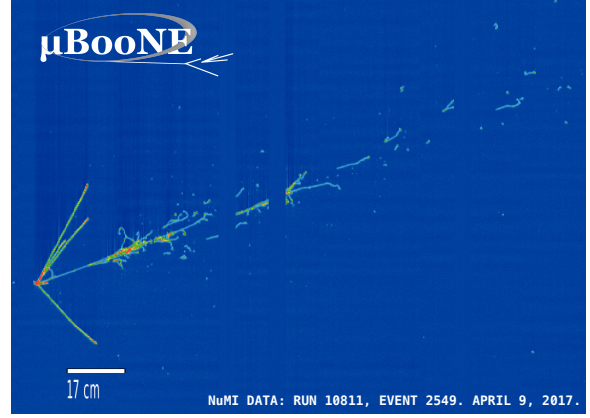 µBooNE
17 cm
NuMI DATA: RUN 10811, EVENT 2549. APRIL 9, 2017.